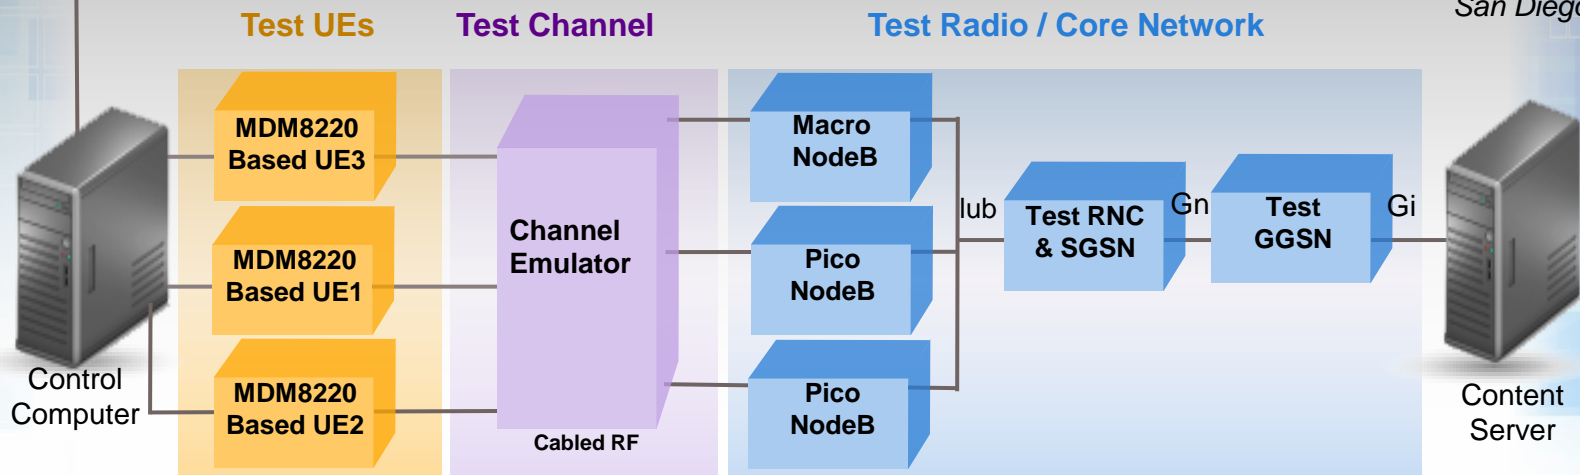 San Diego
Test UEs
Test Channel
Test Radio / Core Network
MDM8220
Based UE3
MDM8220
Based UE1
MDM8220
Based UE2
Channel
Emulator
Cabled RF
Macro
NodeB
Pico
NodeB
Pico
NodeB
Iub
Test RNC
& SGSN
Gn
Test
GGSN
Gi
Control
Computer
Content
Server